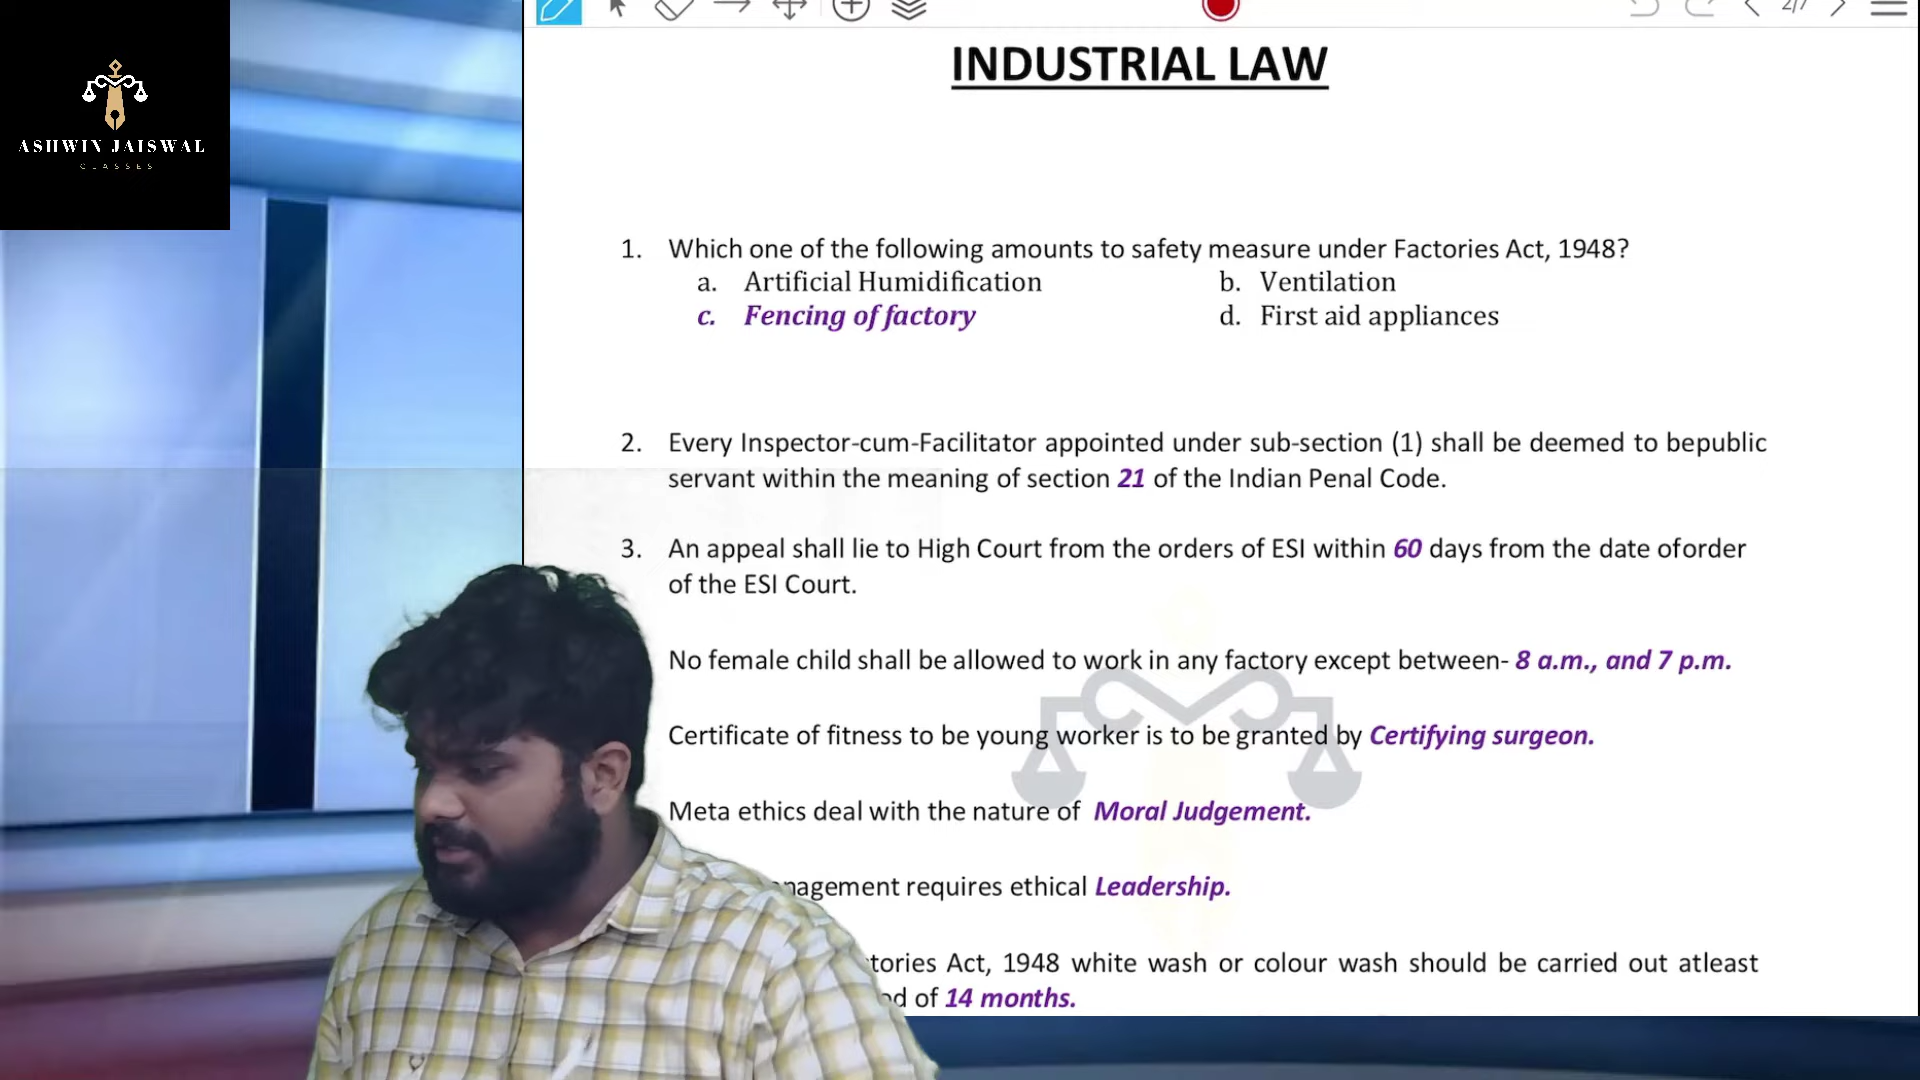 ASHWIN JAISWAL
CLASSES
2/7
INDUSTRIAL LAW
1. Which one of the following amounts to safety measure under Factories Act, 1948?
a. Artificial Humidification b. Ventilation
c. Fencing of factory d. First aid appliances
2. Every Inspector-cum-Facilitator appointed under sub-section (1) shall be deemed to bepublic
servant within the meaning of section 21 of the Indian Penal Code.
3. An appeal shall lie to High Court from the orders of ESI within 60 days from the date oforder
of the ESI Court.
No female child shall be allowed to work in any factory except between- 8 a.m., and 7 p.m.
Certificate of fitness to be young worker is to be granted by Certifying surgeon.
Meta ethics deal with the nature of Moral Judgement.
requires ethical Leadership.
Act, 1948 white wash or colour wash should be carried out atleast
of 14 months.